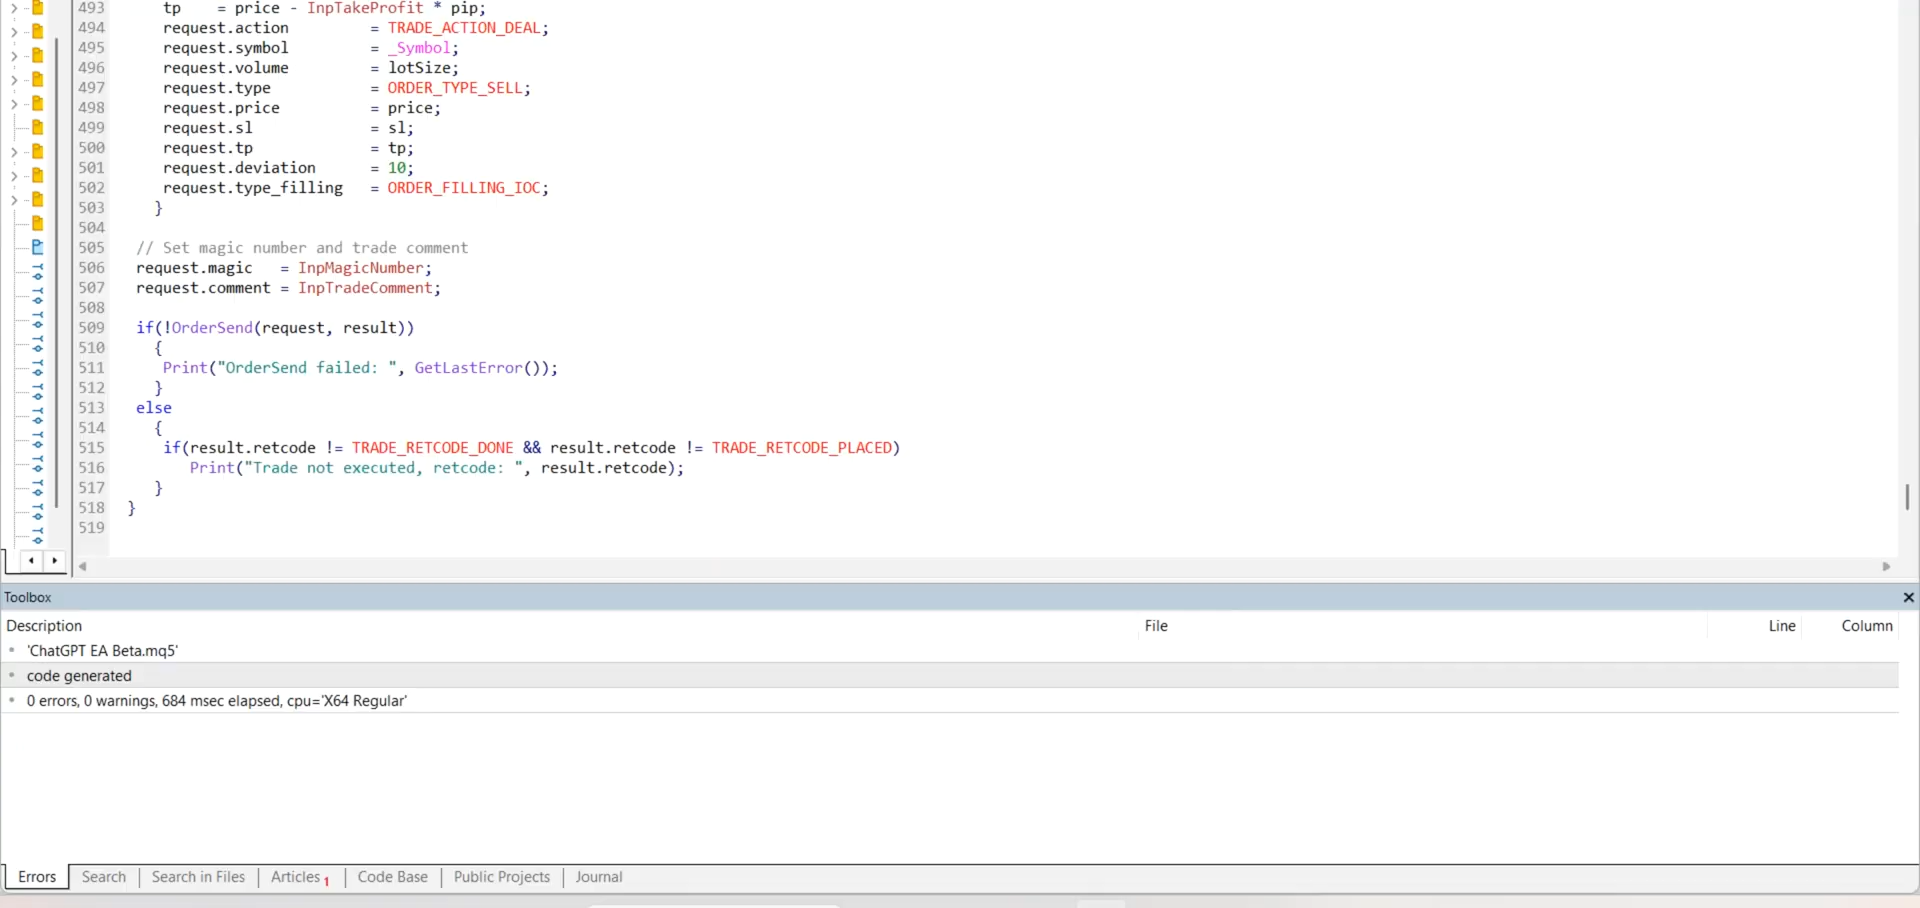 493 tp = price - InpTakeProfit * pip;
494 request.action = TRADE_ACTION_DEAL;
495 request.symbol = _Symbol;
496 request.volume = lotSize;
497 request.type = ORDER_TYPE_SELL;
498 request.price = price;
499 request.sl = sl;
500 request.tp = tp;
501 request.deviation = 10;
502 request.type_filling = ORDER_FILLING_IOC;
503 }
504
505 // Set magic number and trade comment
506 request.magic = InpMagicNumber;
507 request.comment = InpTradeComment;
508
509 if(!OrderSend(request, result))
510 {
511 Print("OrderSend failed: ", GetLastError());
512 }
513 else
514 {
515 if(result.retcode != TRADE_RETCODE_DONE && result.retcode != TRADE_RETCODE_PLACED)
516 Print("Trade not executed, retcode: ", result.retcode);
517 }
518 }
519
Toolbox
Description File Line Column
'ChatGPT EA Beta.mq5'
code generated
0 errors, 0 warnings, 684 msec elapsed, cpu='X64 Regular'
Errors Search Search in Files Articles 1 Code Base Public Projects Journal